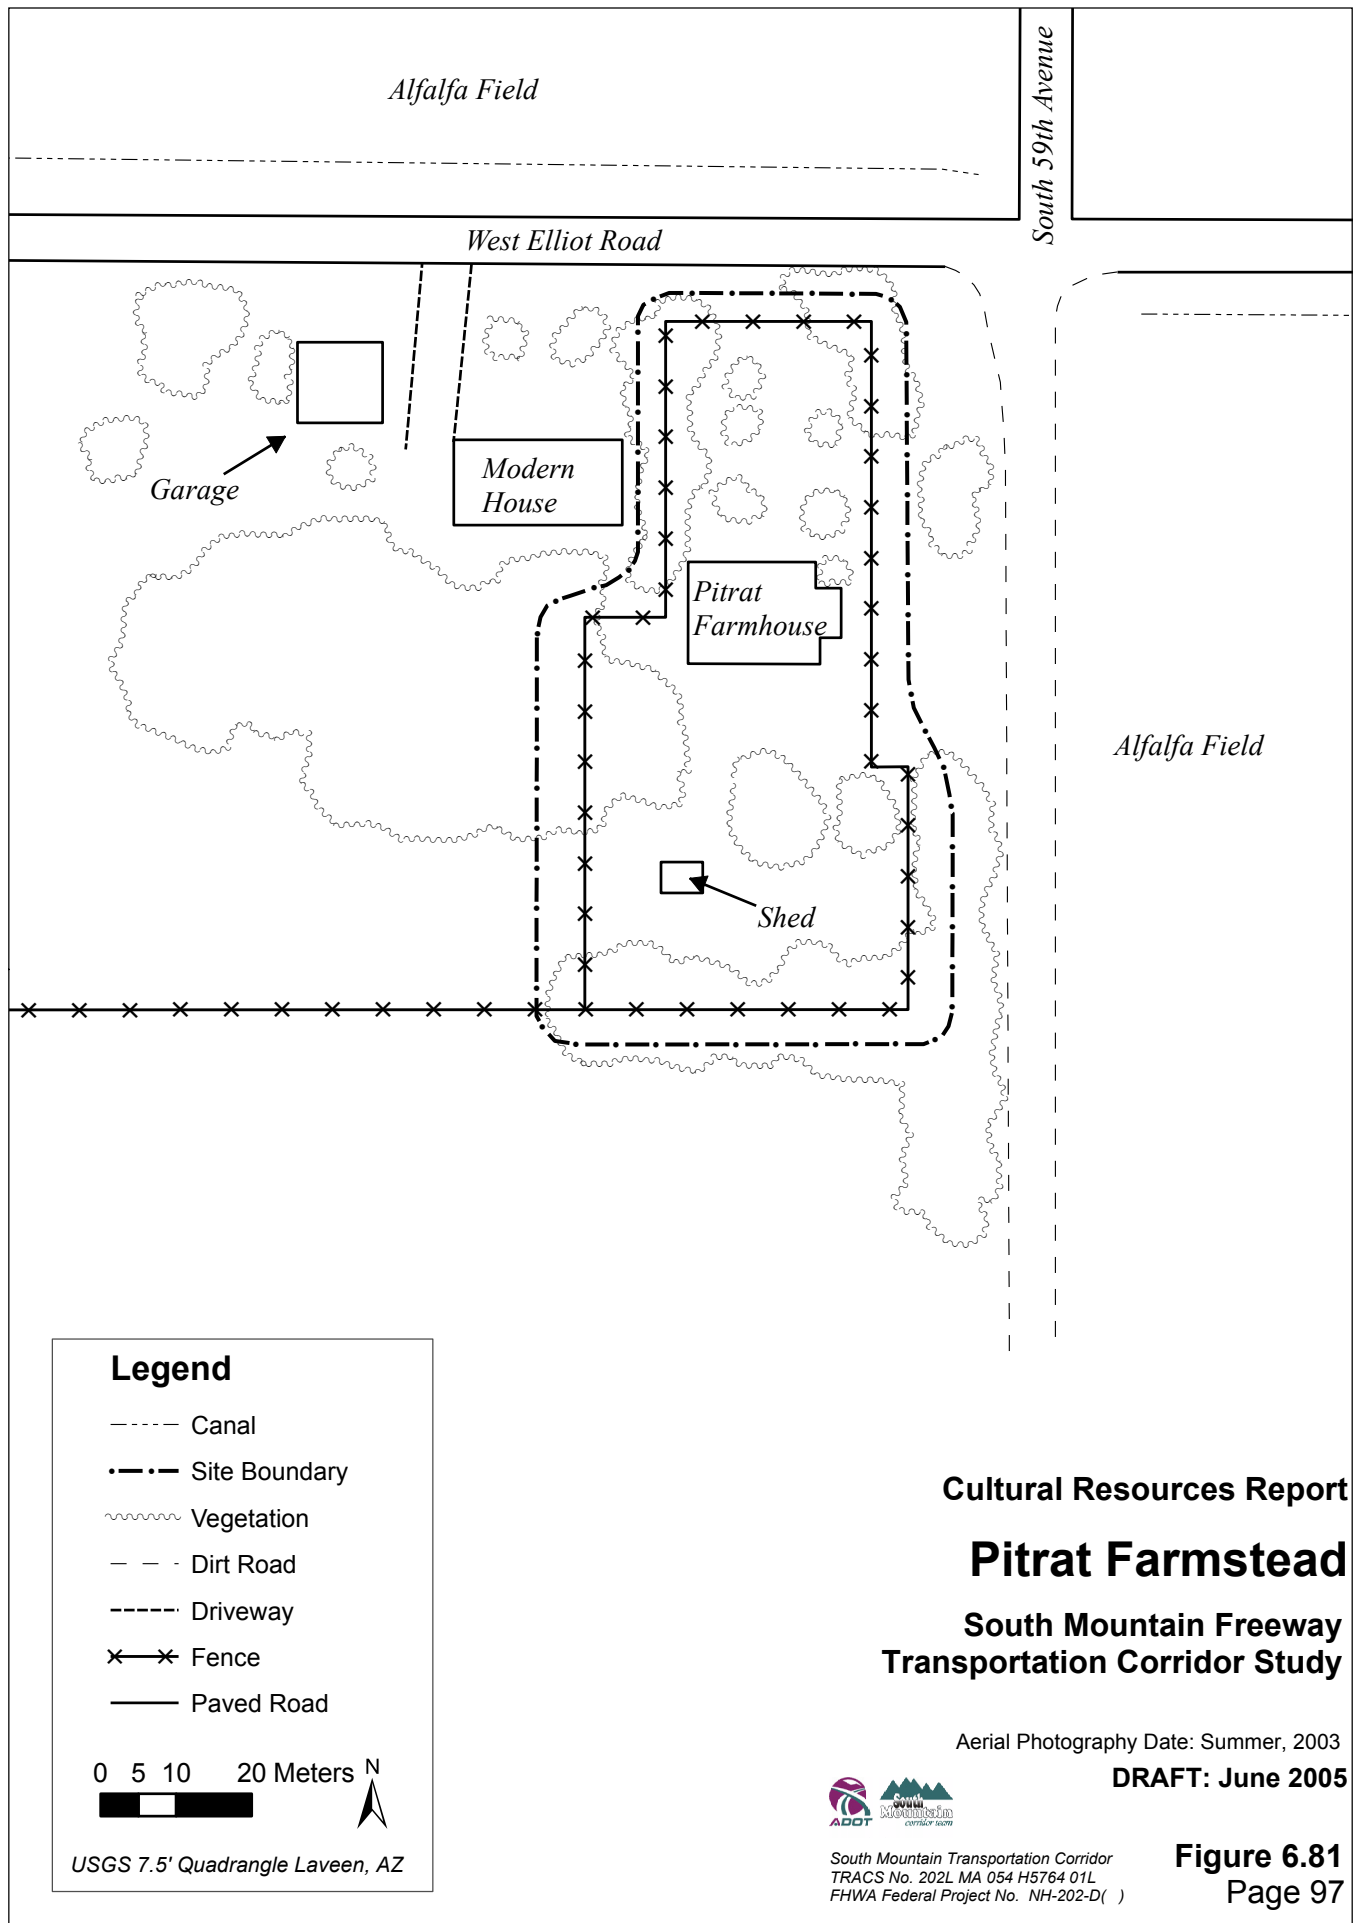 Alfalfa Field
South 59th Avenue
West Elliot Road
Garage
Modern
House
Pitrat
Farmhouse
Alfalfa Field
Shed
Legend
Canal
Site Boundary
Vegetation
Dirt Road
Driveway
Fence
Paved Road
0 5 10 20 Meters
N
USGS 7.5' Quadrangle Laveen, AZ
Cultural Resources Report
Pitrat Farmstead
South Mountain Freeway
Transportation Corridor Study
Aerial Photography Date: Summer, 2003
DRAFT: June 2005
ADOT
South
Mountain
corridor team
South Mountain Transportation Corridor
TRACS No. 202L MA 054 H5764 01L
FHWA Federal Project No. NH-202-D( )
Figure 6.81
Page 97